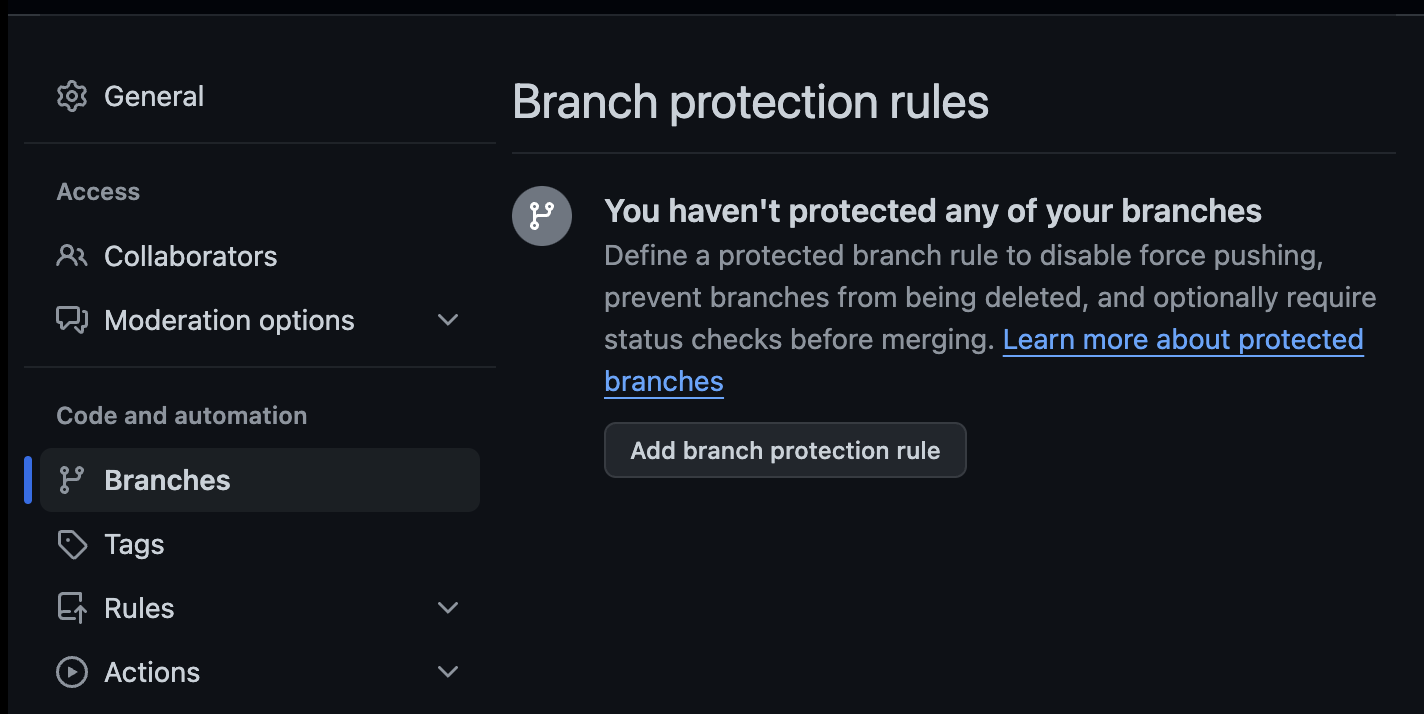 General
Access
Collaborators
Moderation options
Code and automation
Branches
Tags
Rules
Actions
Branch protection rules
You haven't protected any of your branches
Define a protected branch rule to disable force pushing,
prevent branches from being deleted, and optionally require
status checks before merging. Learn more about protected
branches
Add branch protection rule